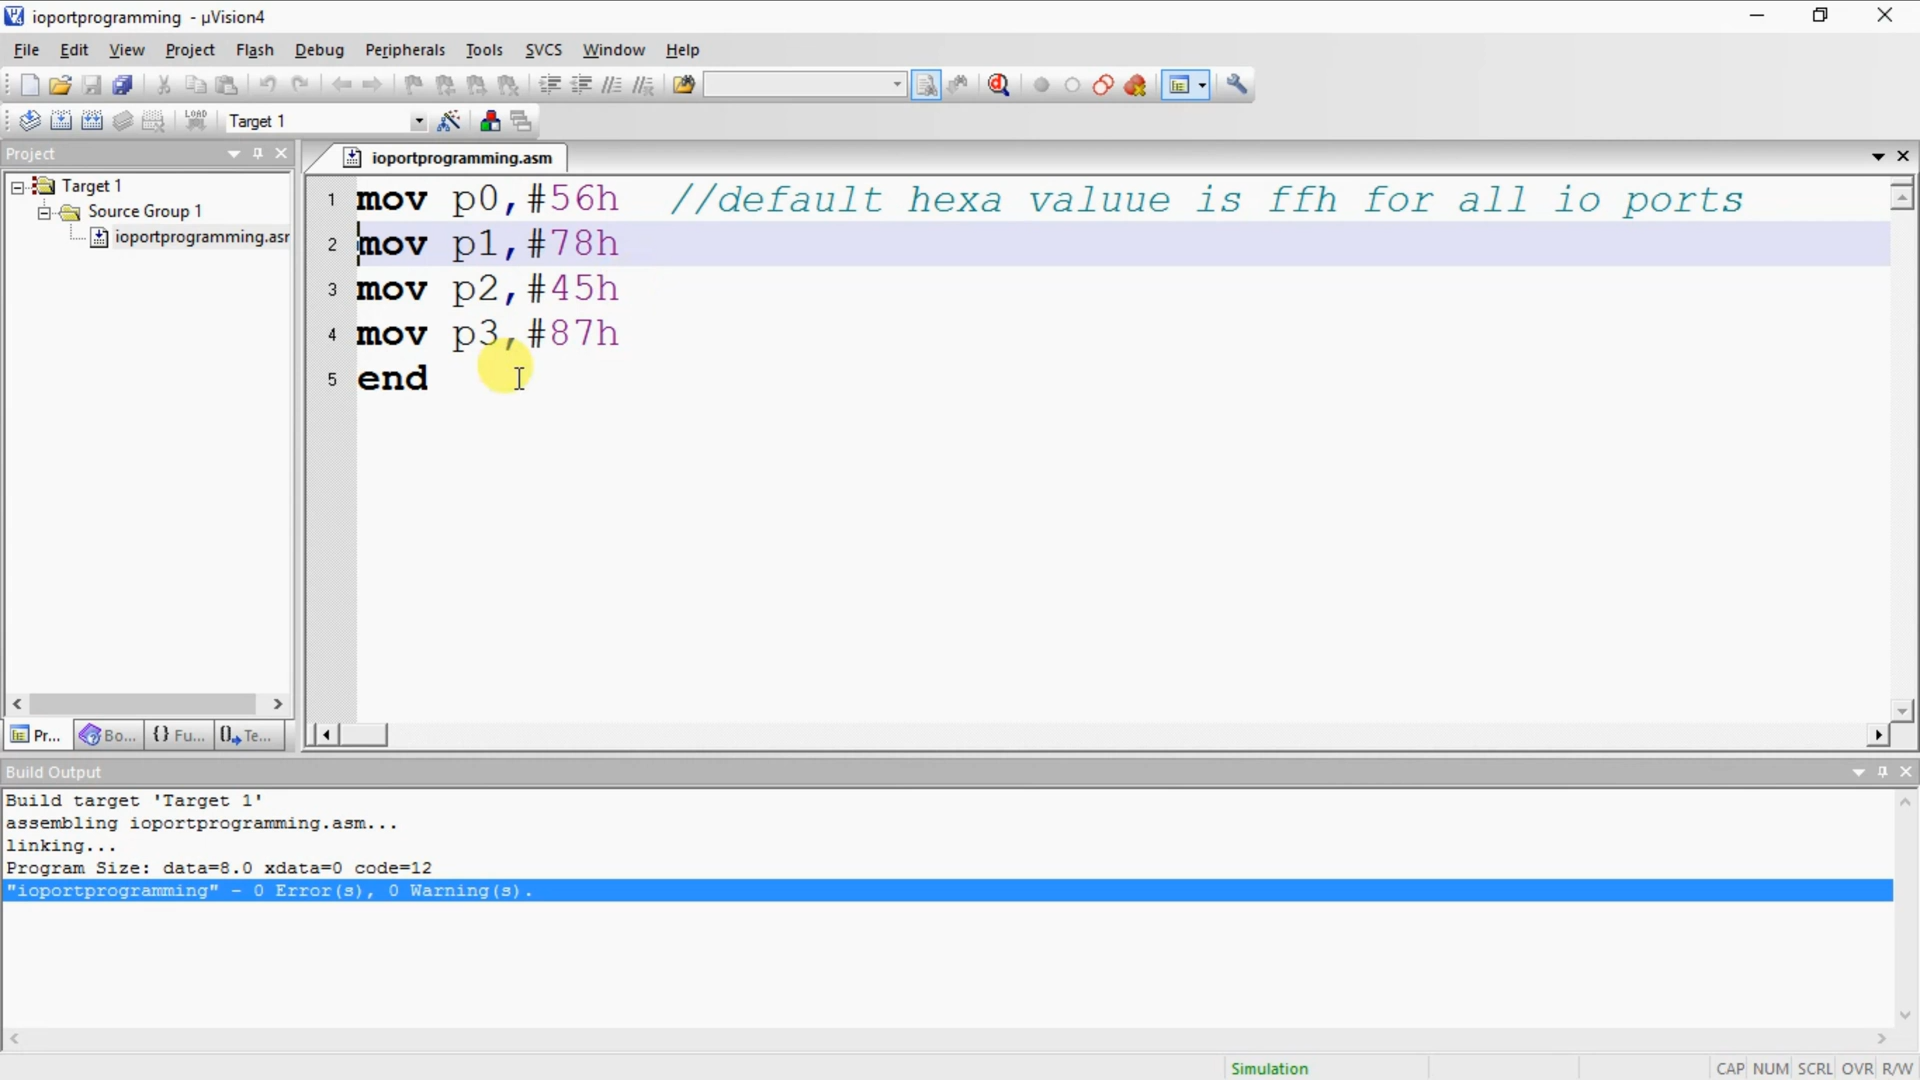 ioportprogramming - µVision4
File Edit View Project Flash Debug Peripherals Tools SVCS Window Help
LOAD Target 1
Project
ioportprogramming.asm
Target 1
Source Group 1
ioportprogramming.asr
1 mov p0,#56h //default hexa valuue is ffh for all io ports
2 mov p1,#78h
3 mov p2,#45h
4 mov p3,#87h
5 end
Pr... Bo... {} Fu... Te...
Build Output
Build target 'Target 1'
assembling ioportprogramming.asm...
linking...
Program Size: data=8.0 xdata=0 code=12
"ioportprogramming" - 0 Error(s), 0 Warning(s).
Simulation CAP NUM SCRL OVR R/W